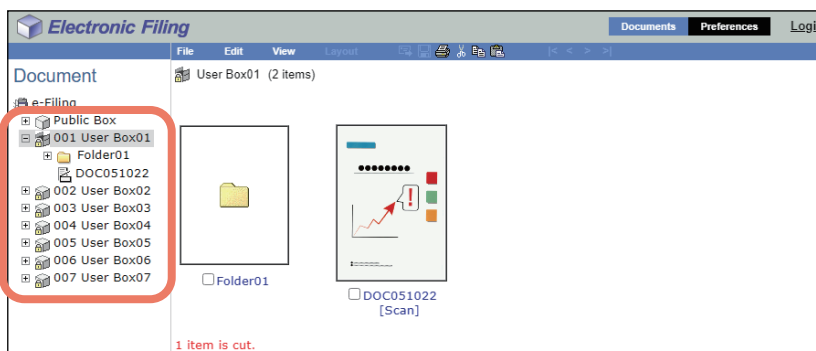 Electronic Filing
Documents Preferences Logi
File Edit View Layout |< < > >|
Document
User Box01 (2 items)
e-Filing
Public Box
001 User Box01
Folder01
DOC051022
002 User Box02
003 User Box03
004 User Box04
005 User Box05
006 User Box06
007 User Box07
!
Folder01
DOC051022
[Scan]
1 item is cut.